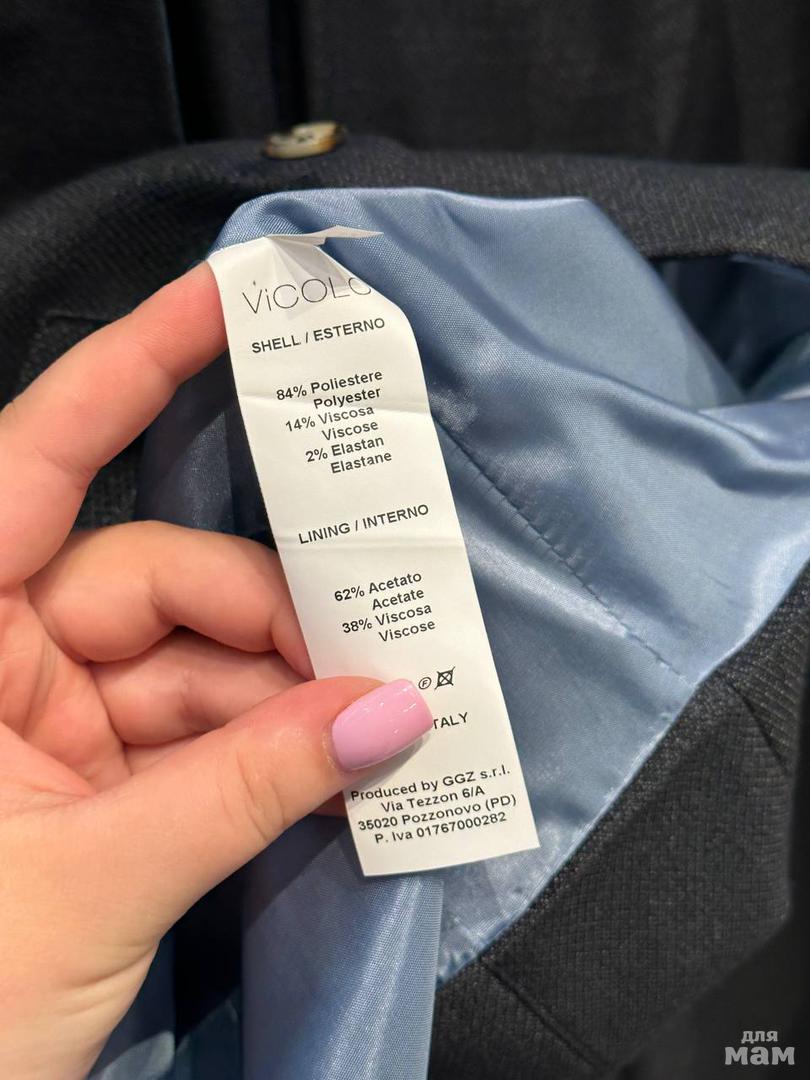 ViCOLO
SHELL / ESTERNO
84% Poliestere
Polyester
14% Viscosa
Viscose
2% Elastan
Elastane
LINING / INTERNO
62% Acetato
Acetate
38% Viscosa
Viscose
F
Produced by GGZ s.r.l.
Via Tezzon 6/A
35020 Pozzonovo (PD)
P. Iva 01767000282
для
мам